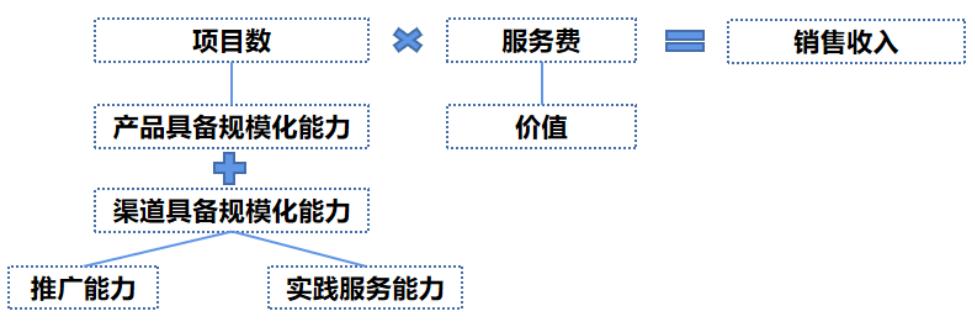 项目数
服务费
销售收入
产品具备规模化能力
价值
渠道具备规模化能力
推广能力
实践服务能力